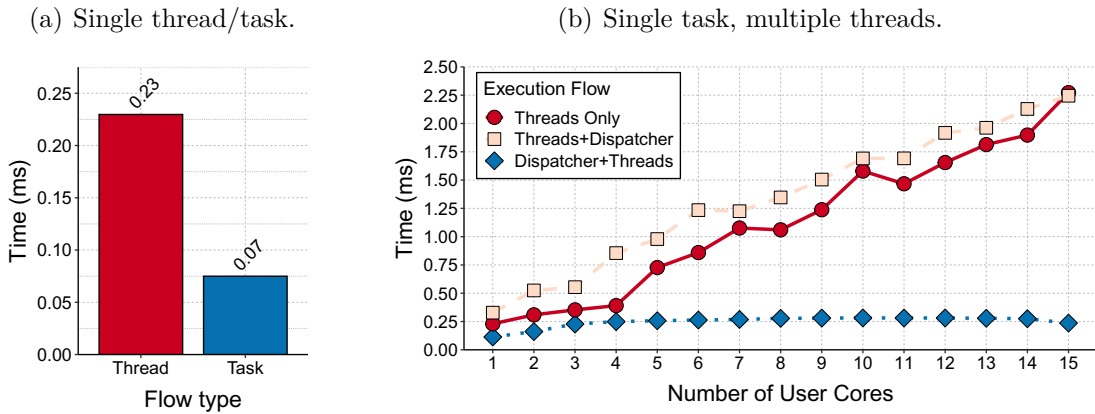 (a) Single thread/task.
Time (ms)
0.25
0.20
0.15
0.10
0.05
0.00
0.23
0.07
Thread Task
Flow type
(b) Single task, multiple threads.
Time (ms)
2.50
2.25
2.00
1.75
1.50
1.25
1.00
0.75
0.50
0.25
0.00
Execution Flow
Threads Only
Threads+Dispatcher
Dispatcher+Threads
1 2 3 4 5 6 7 8 9 10 11 12 13 14 15
Number of User Cores